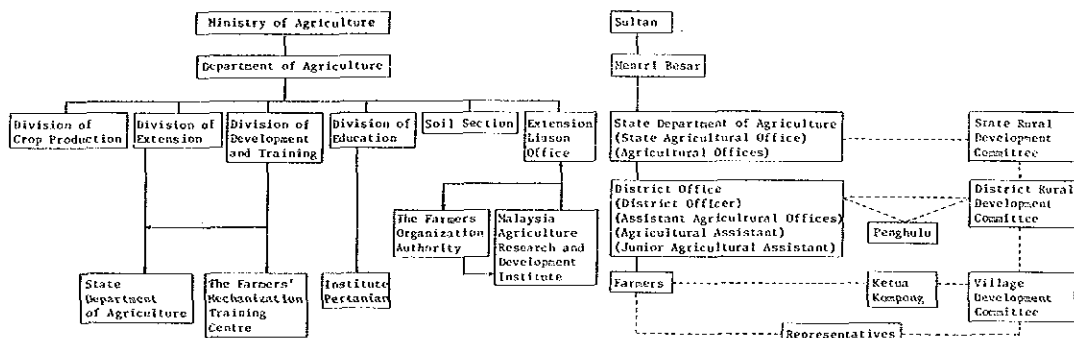 Ministry of Agriculture
Department of Agriculture
Division of
Crop Production
Division of
Extension
Division of
Development
and Training
Division of
Education
Soil Section
Extension
Liason
Office
The Farmers
Organization
Authority
Malaysia
Agriculture
Research and
Development
Institute
State
Department
of Agriculture
The Farmers'
Mechanization
Training
Centre
Institute
Pertanian
Sultan
Mentri Besar
State Department of Agriculture
(State Agricultural Office)
(Agricultural Offices)
State Rural
Development
Committee
District Office
(District Officer)
(Assistant Agricultural Offices)
(Agricultural Assistant)
(Junior Agricultural Assistant)
Penghulu
District Rural
Development
Committee
Farmers
Ketua
Kompong
Village
Development
Committee
Representatives